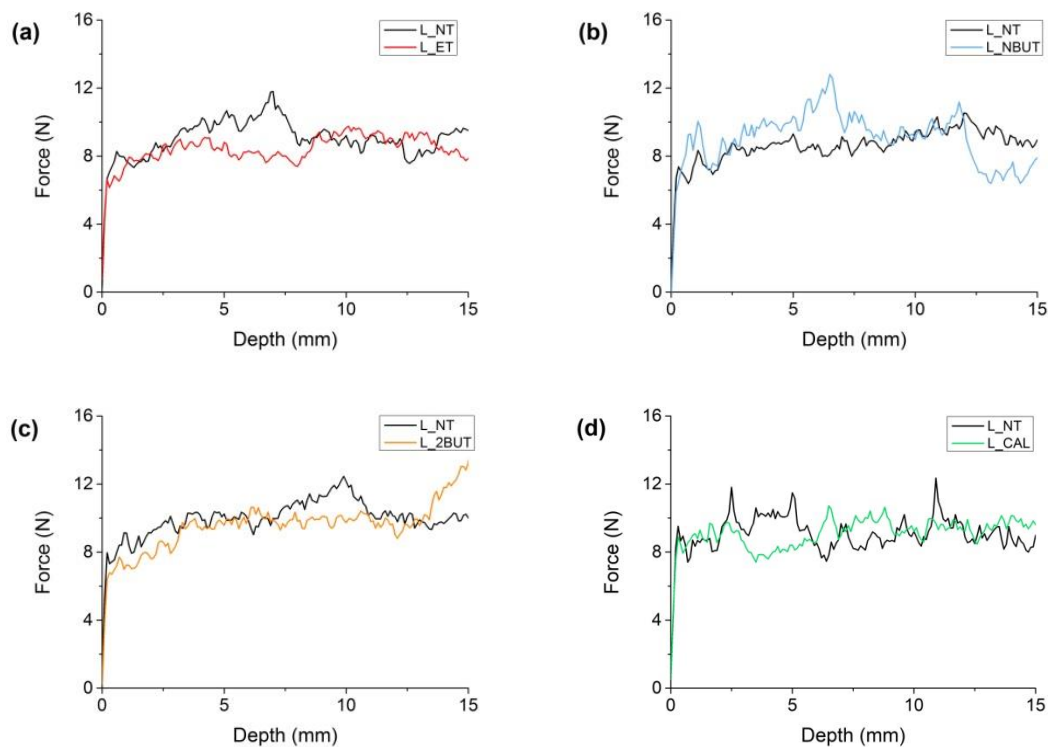 (a)
L_NT
L_ET
Force (N)
16
12
8
4
0
0 5 10 15
Depth (mm)
(b)
L_NT
L_NBUT
Force (N)
16
12
8
4
0
0 5 10 15
Depth (mm)
(c)
L_NT
L_2BUT
Force (N)
16
12
8
4
0
0 5 10 15
Depth (mm)
(d)
L_NT
L_CAL
Force (N)
16
12
8
4
0
0 5 10 15
Depth (mm)